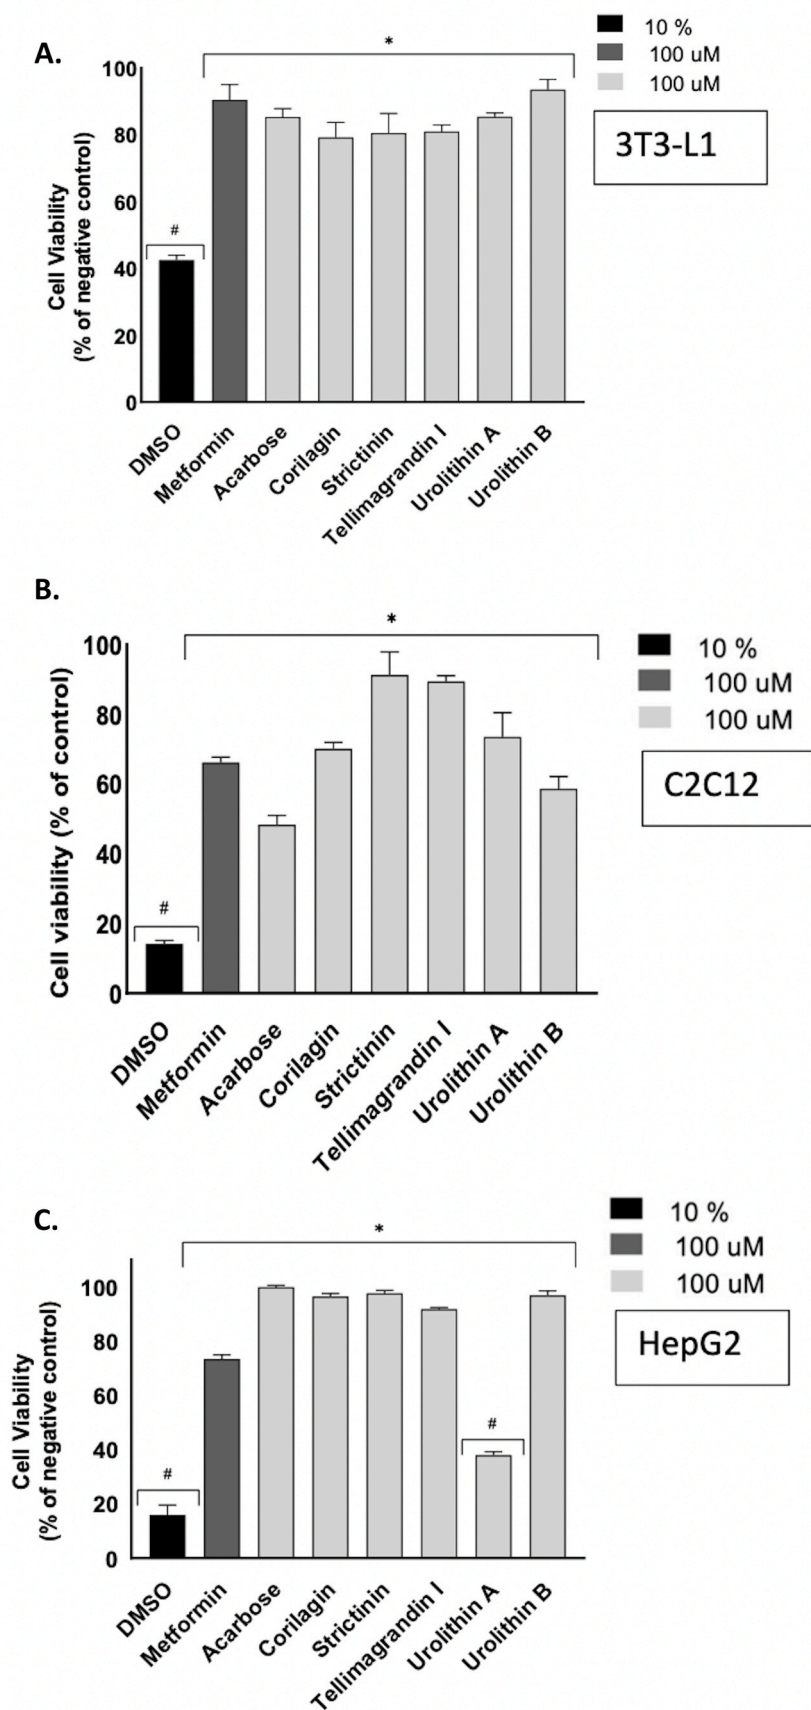 A.
*
10 %
100 uM
100 uM
3T3-L1
Cell Viability
(% of negative control)
100
80
60
40
20
0
#
DMSO
Metformin
Acarbose
Corilagin
Strictinin
Tellimagrandin I
Urolitihin A
Urolithin B
B.
*
10 %
100 uM
100 uM
C2C12
Cell viability (% of control)
100
80
60
40
20
0
#
DMSO
Metformin
Acarbose
Corilagin
Strictinin
Tellimagrandin I
Urolithin A
Urolithin B
C.
*
10 %
100 uM
100 uM
HepG2
Cell Viability
(% of negative control)
100
80
60
40
20
0
#
#
DMSO
Metformin
Acarbose
Corilagin
Strictinin
Tellimagrandin I
Urolithin A
Urolithin B